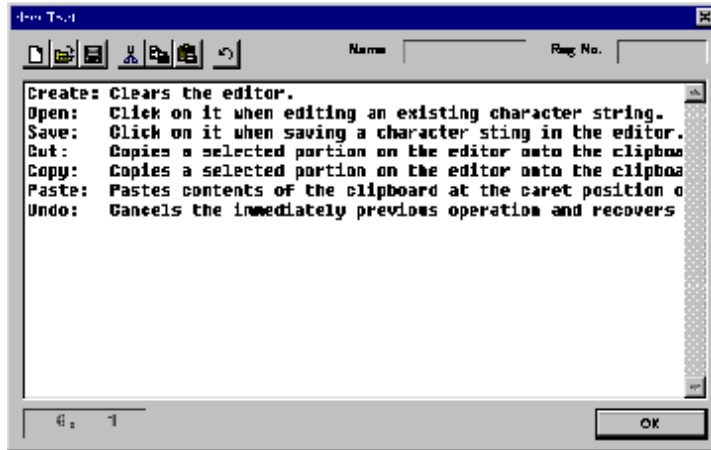 Name
Reg No.
Create: Clears the editor.
Open: Click on it when editing an existing character string.
Save: Click on it when saving a character sting in the editor.
Cut: Copies a selected portion on the editor onto the clipboa
Copy: Copies a selected portion on the editor onto the clipboa
Paste: Pastes contents of the clipboard at the caret position o
Undo: Cancels the immediately previous operation and recovers
OK